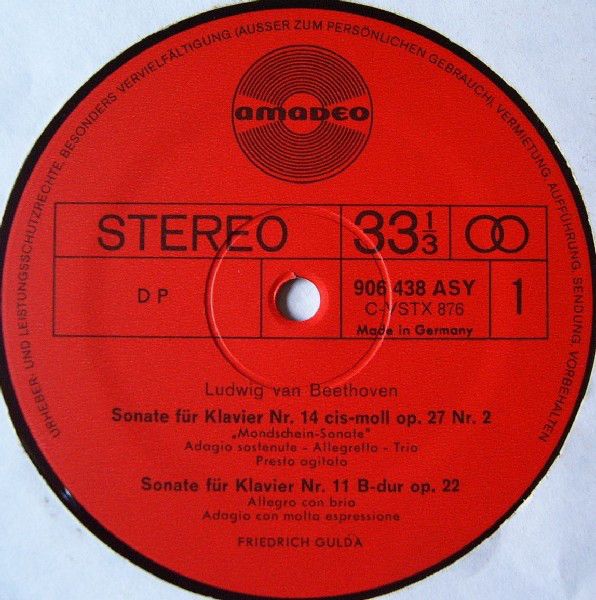 URHEBER- UND LEISTUNGSSCHUTZRECHTE, BESONDERS VERVIELFÄLTIGUNG (AUSSER ZUM PERSÖNLICHEN GEBRAUCH), VERMIETUNG, AUFFÜHRUNG, SENDUNG, VORBEHALTEN
amaDEO
STEREO 33 1/3
DP 906 438 ASY 1
C-VSTX 876
Made in Germany
Ludwig van Beethoven
Sonate für Klavier Nr. 14 cis-moll op. 27 Nr. 2
„Mondschein-Sonate"
Adagio sostenuto - Allegretto - Trio
Presto agitato
Sonate für Klavier Nr. 11 B-dur op. 22
Allegro con brio
Adagio con molta espressione
FRIEDRICH GULDA